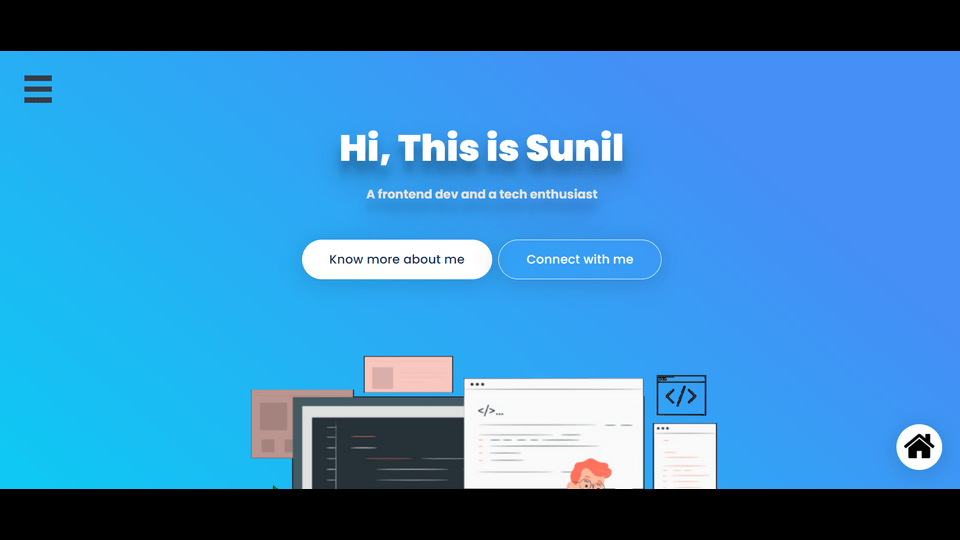 Hi, This is Sunil
A frontend dev and a tech enthusiast
Know more about me
Connect with me
</>...
</>